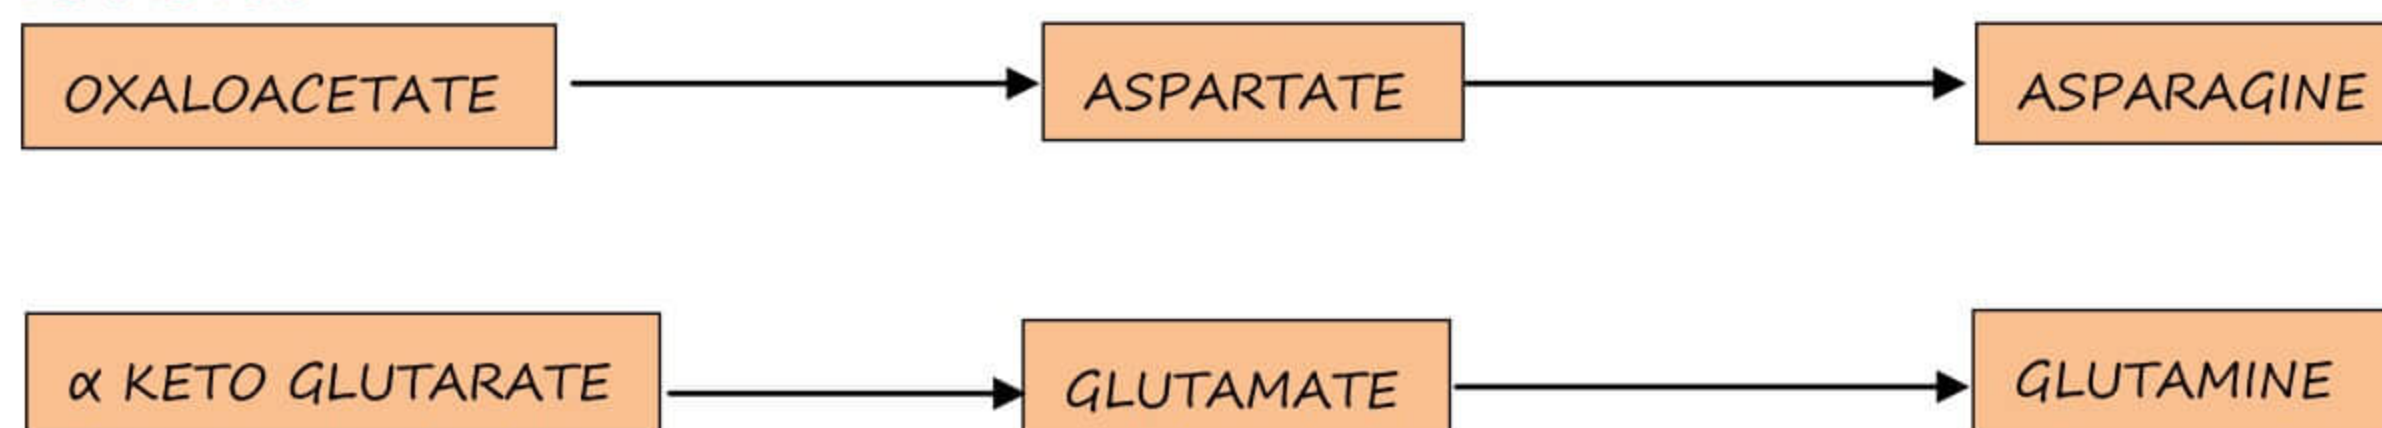 OXALOACETATE
ASPARTATE
ASPARAGINE
α KETO GLUTARATE
GLUTAMATE
GLUTAMINE